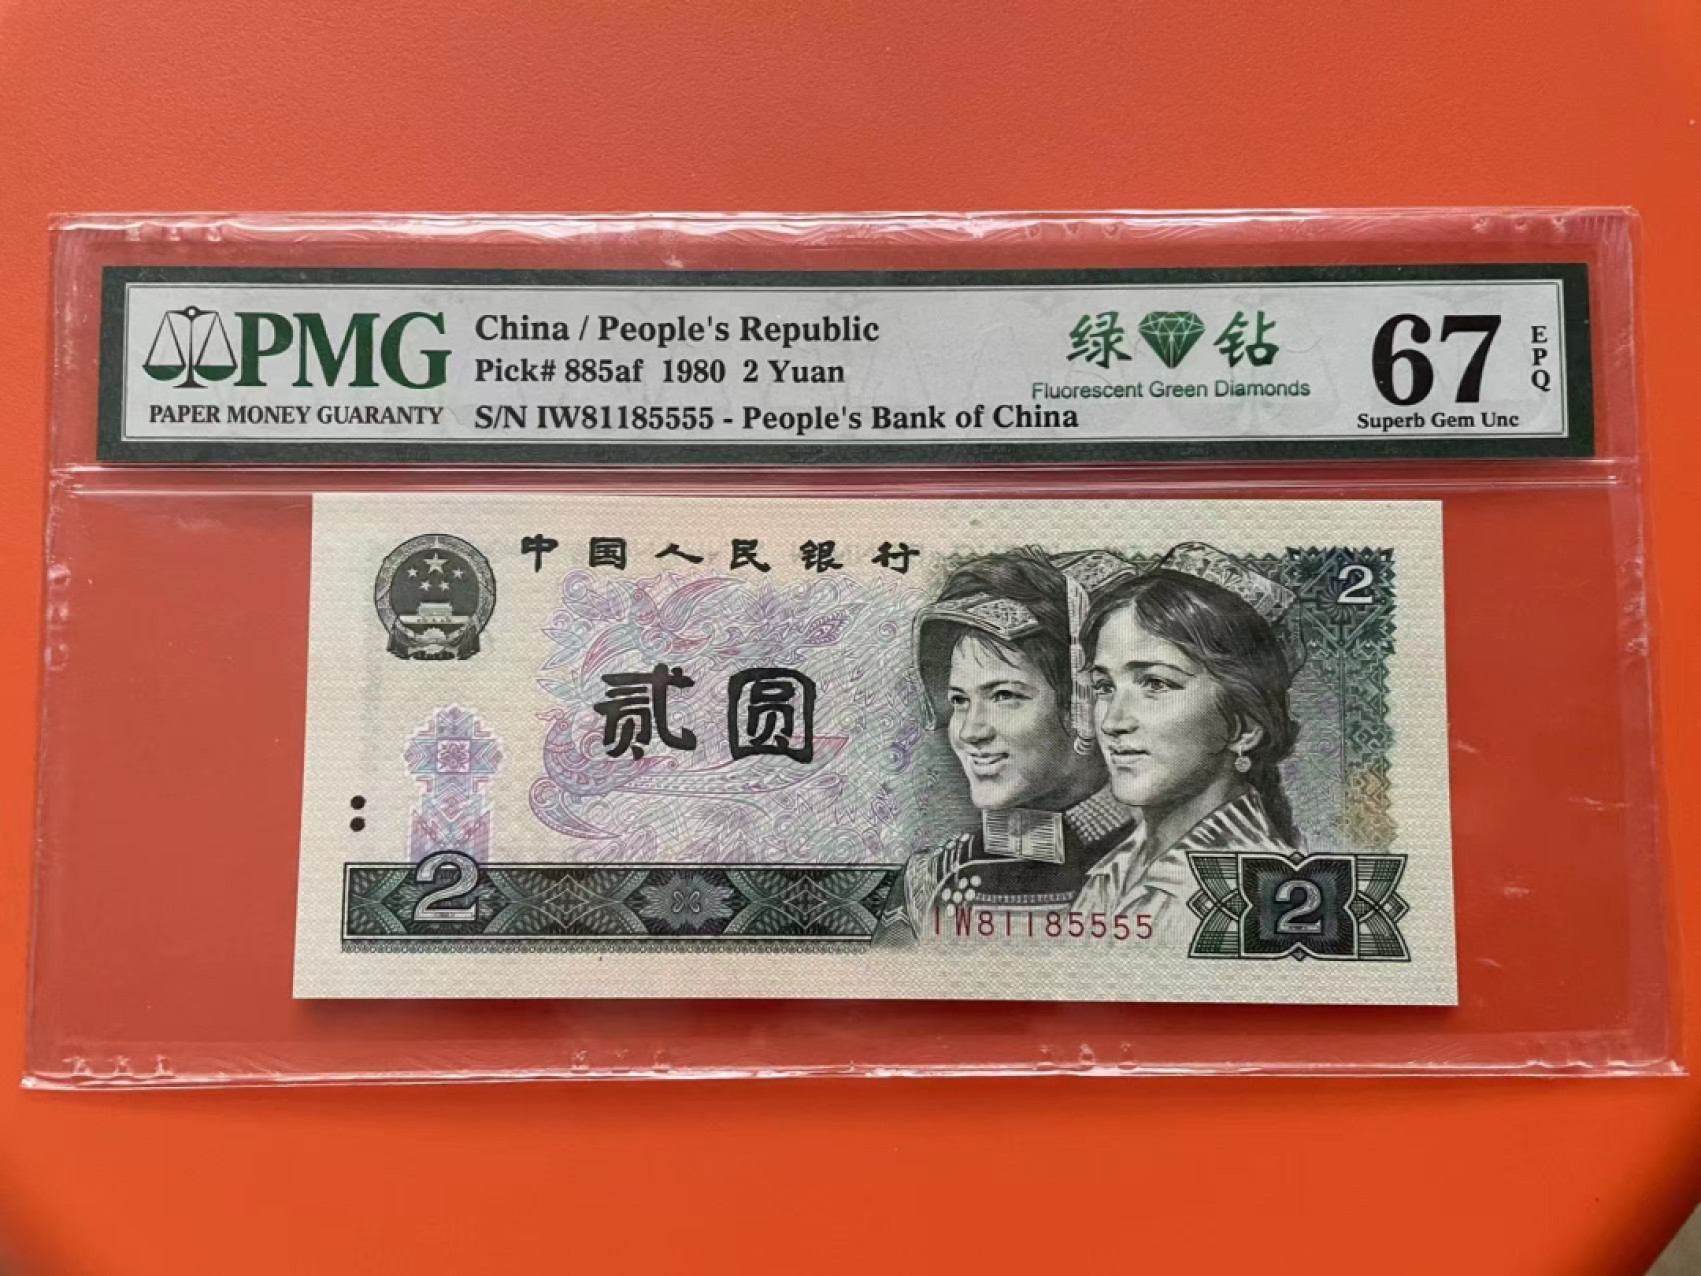 PMG
PAPER MONEY GUARANTY
China / People's Republic
Pick# 885af 1980 2 Yuan
S/N IW81185555 - People's Bank of China
绿 钻
Fluorescent Green Diamonds
67
EPQ
Superb Gem Unc
中国人民银行
2
贰圆
2
IW81185555
2